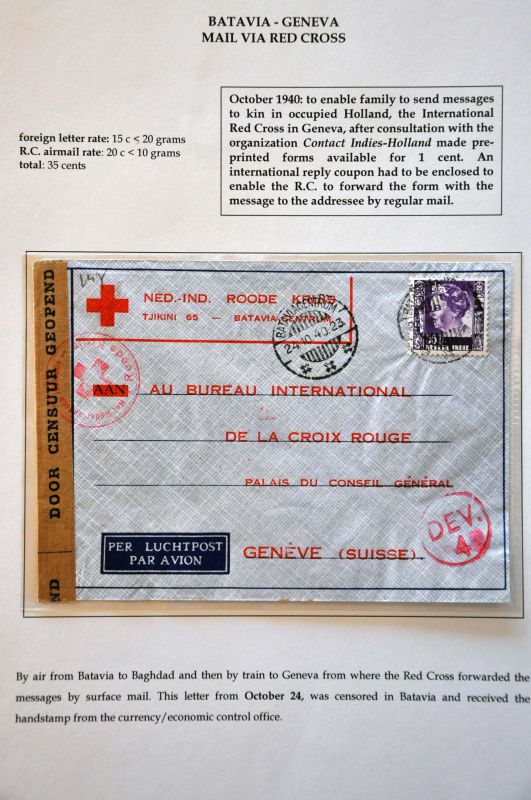 BATAVIA - GENEVA
MAIL VIA RED CROSS
foreign letter rate: 15 c < 20 grams
R.C. airmail rate: 20 c < 10 grams
total: 35 cents
October 1940: to enable family to send messages
to kin in occupied Holland, the International
Red Cross in Geneva, after consultation with the
organization Contact Indies-Holland made pre-
printed forms available for 1 cent. An
international reply coupon had to be enclosed to
enable the R.C. to forward the form with the
message to the addressee by regular mail.
DOOR CENSUUR GEOPEND
ND
NED.-IND. ROODE KRUIS
TJIKINI 65 — BATAVIA-CENTRUM
BATAVIA-CENTRUM
24.10.40.23
AAN AU BUREAU INTERNATIONAL
DE LA CROIX ROUGE
PALAIS DU CONSEIL GÉNÉRAL
GENÈVE (SUISSE)
PER LUCHTPOST
PAR AVION
DEV.
By air from Batavia to Baghdad and then by train to Geneva from where the Red Cross forwarded the
messages by surface mail. This letter from October 24, was censored in Batavia and received the
handstamp from the currency/economic control office.